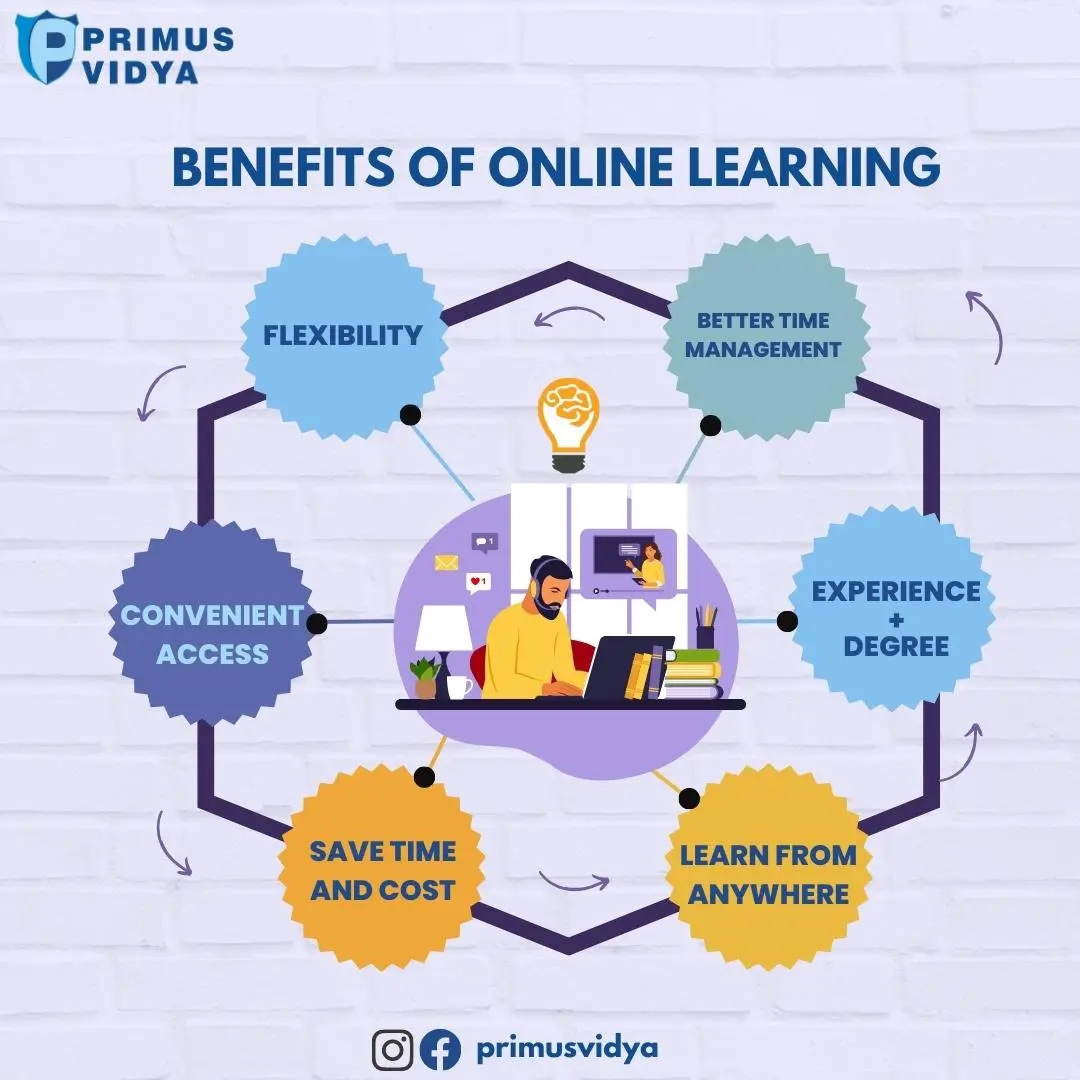 PRIMUS
VIDYA
BENEFITS OF ONLINE LEARNING
FLEXIBILITY
BETTER TIME
MANAGEMENT
CONVENIENT
ACCESS
EXPERIENCE
+
DEGREE
SAVE TIME
AND COST
LEARN FROM
ANYWHERE
1
1
primusvidya